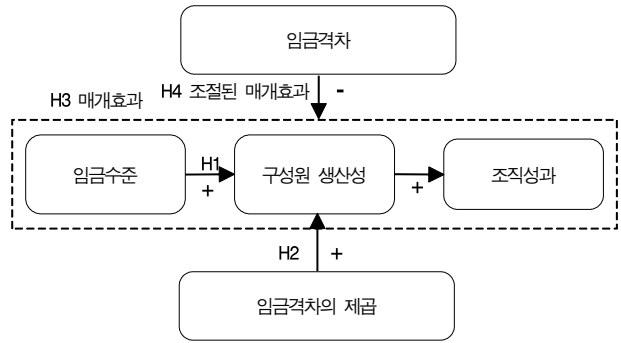 임금격차
H3 매개효과
H4 조절된 매개효과 -
임금수준
H1
+
구성원 생산성
+
조직성과
H2 +
임금격차의 제곱